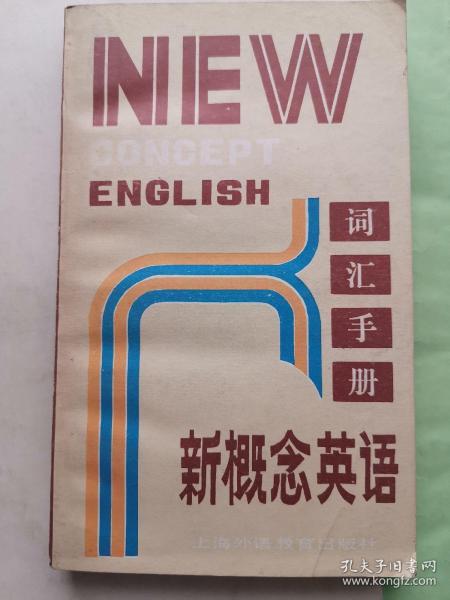 NEW
CONCEPT
ENGLISH
词汇手册
新概念英语
上海外语教育出版社
孔夫子旧书网
www.kongfz.com